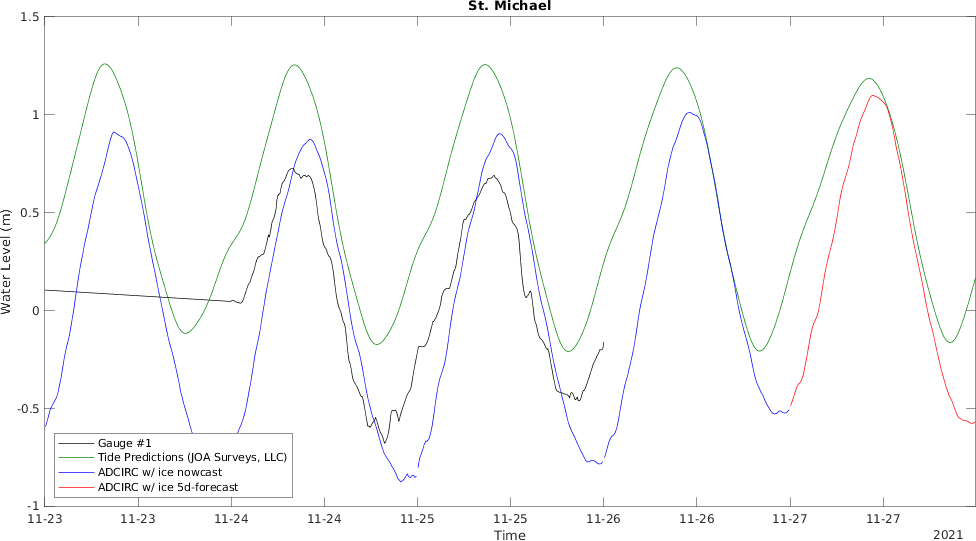 St. Michael
1.5
1
0.5
0
-0.5
-1
Water Level (m)
Gauge #1
Tide Predictions (JOA Surveys, LLC)
ADCIRC w/ ice nowcast
ADCIRC w/ ice 5d-forecast
11-23 11-23 11-24 11-24 11-25 11-25 11-26 11-26 11-27 11-27
Time
2021